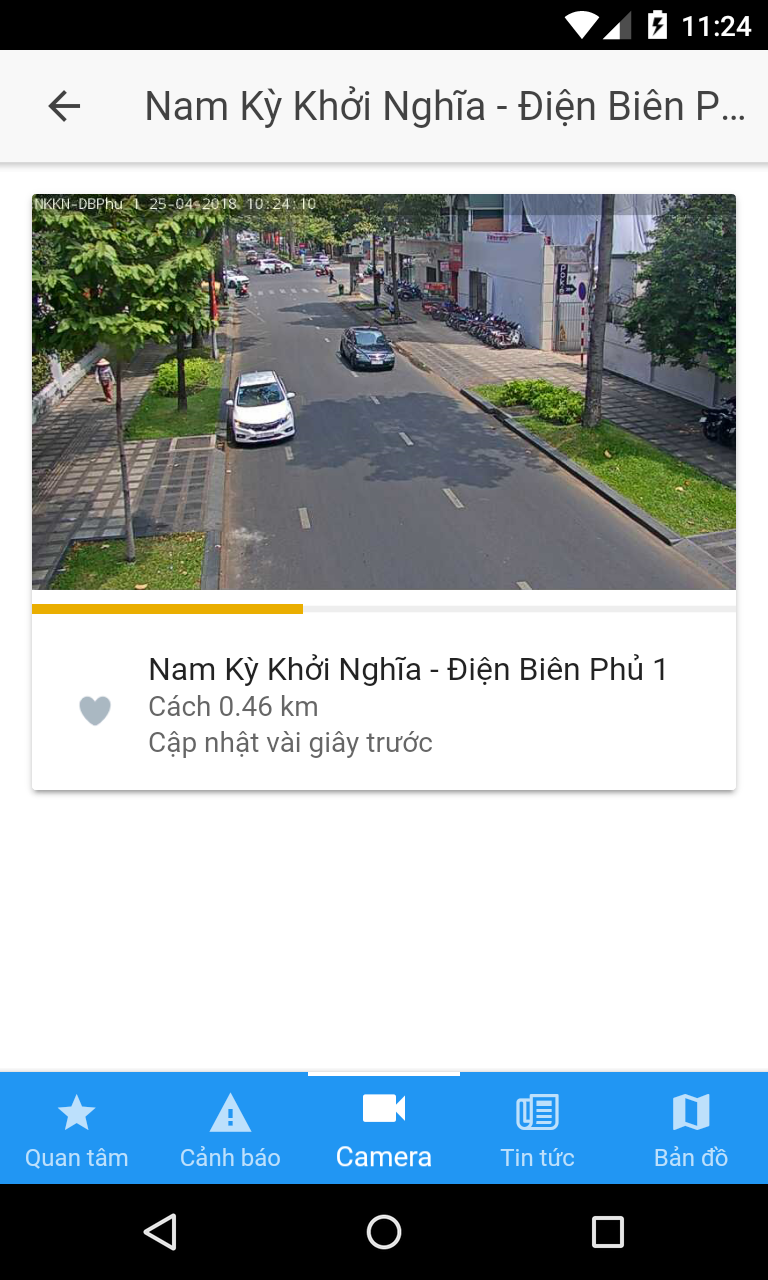 11:24
Nam Kỳ Khởi Nghĩa - Điện Biên P...
NKKN-DBPhu 1 25-04-2018 10:24:10
Nam Kỳ Khởi Nghĩa - Điện Biên Phủ 1
Cách 0.46 km
Cập nhật vài giây trước
Quan tâm
Cảnh báo
Camera
Tin tức
Bản đồ